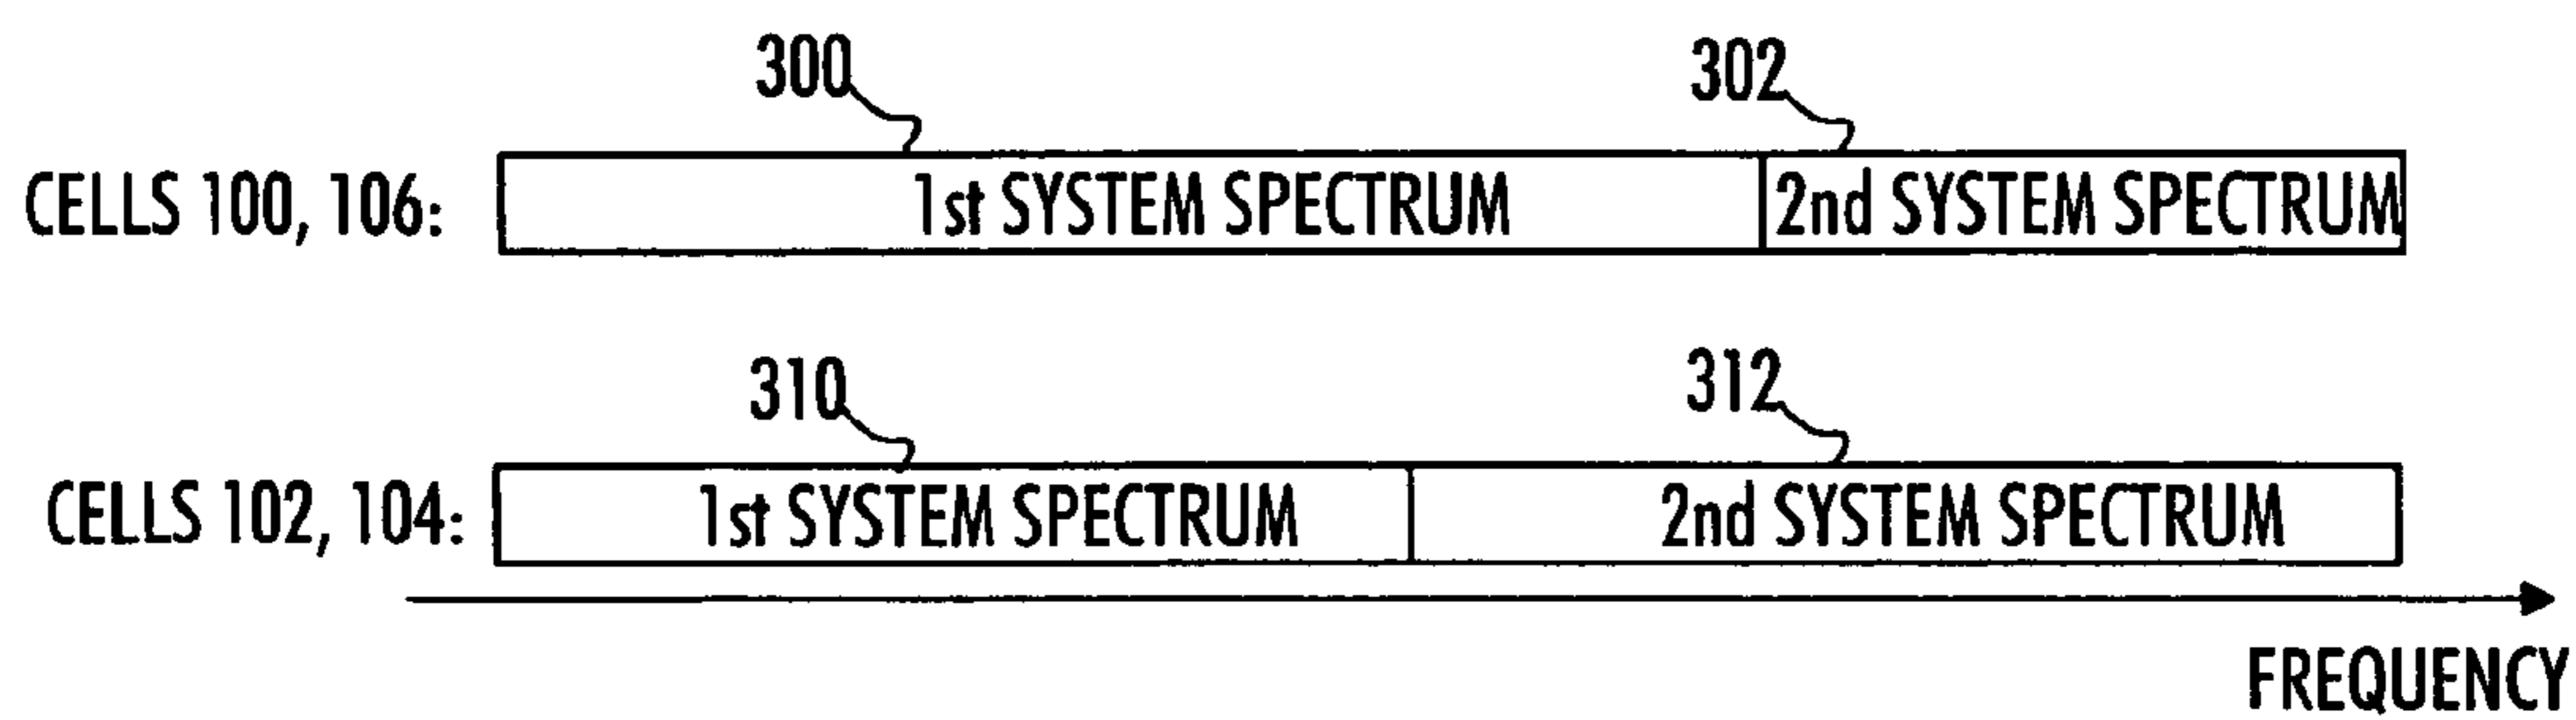 300 302
CELLS 100, 106: 1st SYSTEM SPECTRUM 2nd SYSTEM SPECTRUM
310 312
CELLS 102, 104: 1st SYSTEM SPECTRUM 2nd SYSTEM SPECTRUM
FREQUENCY